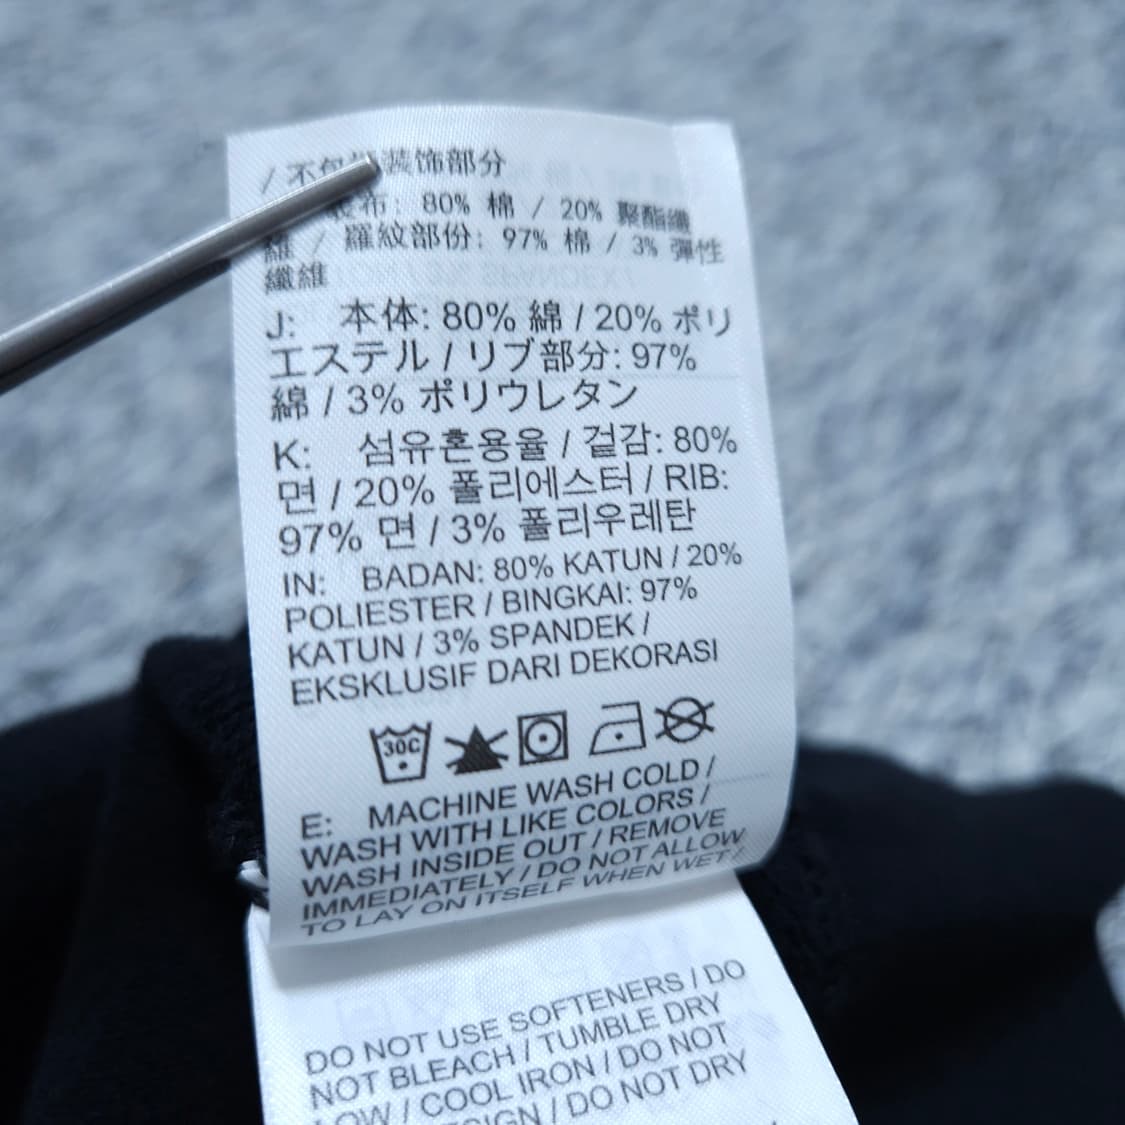 / 不包 装饰部分
表布: 80% 棉 / 20% 聚酯纖
維 / 羅紋部份: 97% 棉 / 3% 彈性
纖維
J: 本体: 80% 綿 / 20% ポリ
エステル / リブ部分: 97%
綿 / 3% ポリウレタン
K: 섬유혼용율 / 겉감: 80%
면 / 20% 폴리에스터 / RIB:
97% 면 / 3% 폴리우레탄
IN: BADAN: 80% KATUN / 20%
POLIESTER / BINGKAI: 97%
KATUN / 3% SPANDEK /
EKSKLUSIF DARI DEKORASI
30C
E: MACHINE WASH COLD /
WASH WITH LIKE COLORS /
WASH INSIDE OUT / REMOVE
IMMEDIATELY / DO NOT ALLOW
TO LAY ON ITSELF WHEN WET /
DO NOT USE SOFTENERS / DO
NOT BLEACH / TUMBLE DRY
LOW / COOL IRON / DO NOT
DESIGN / DO NOT DRY